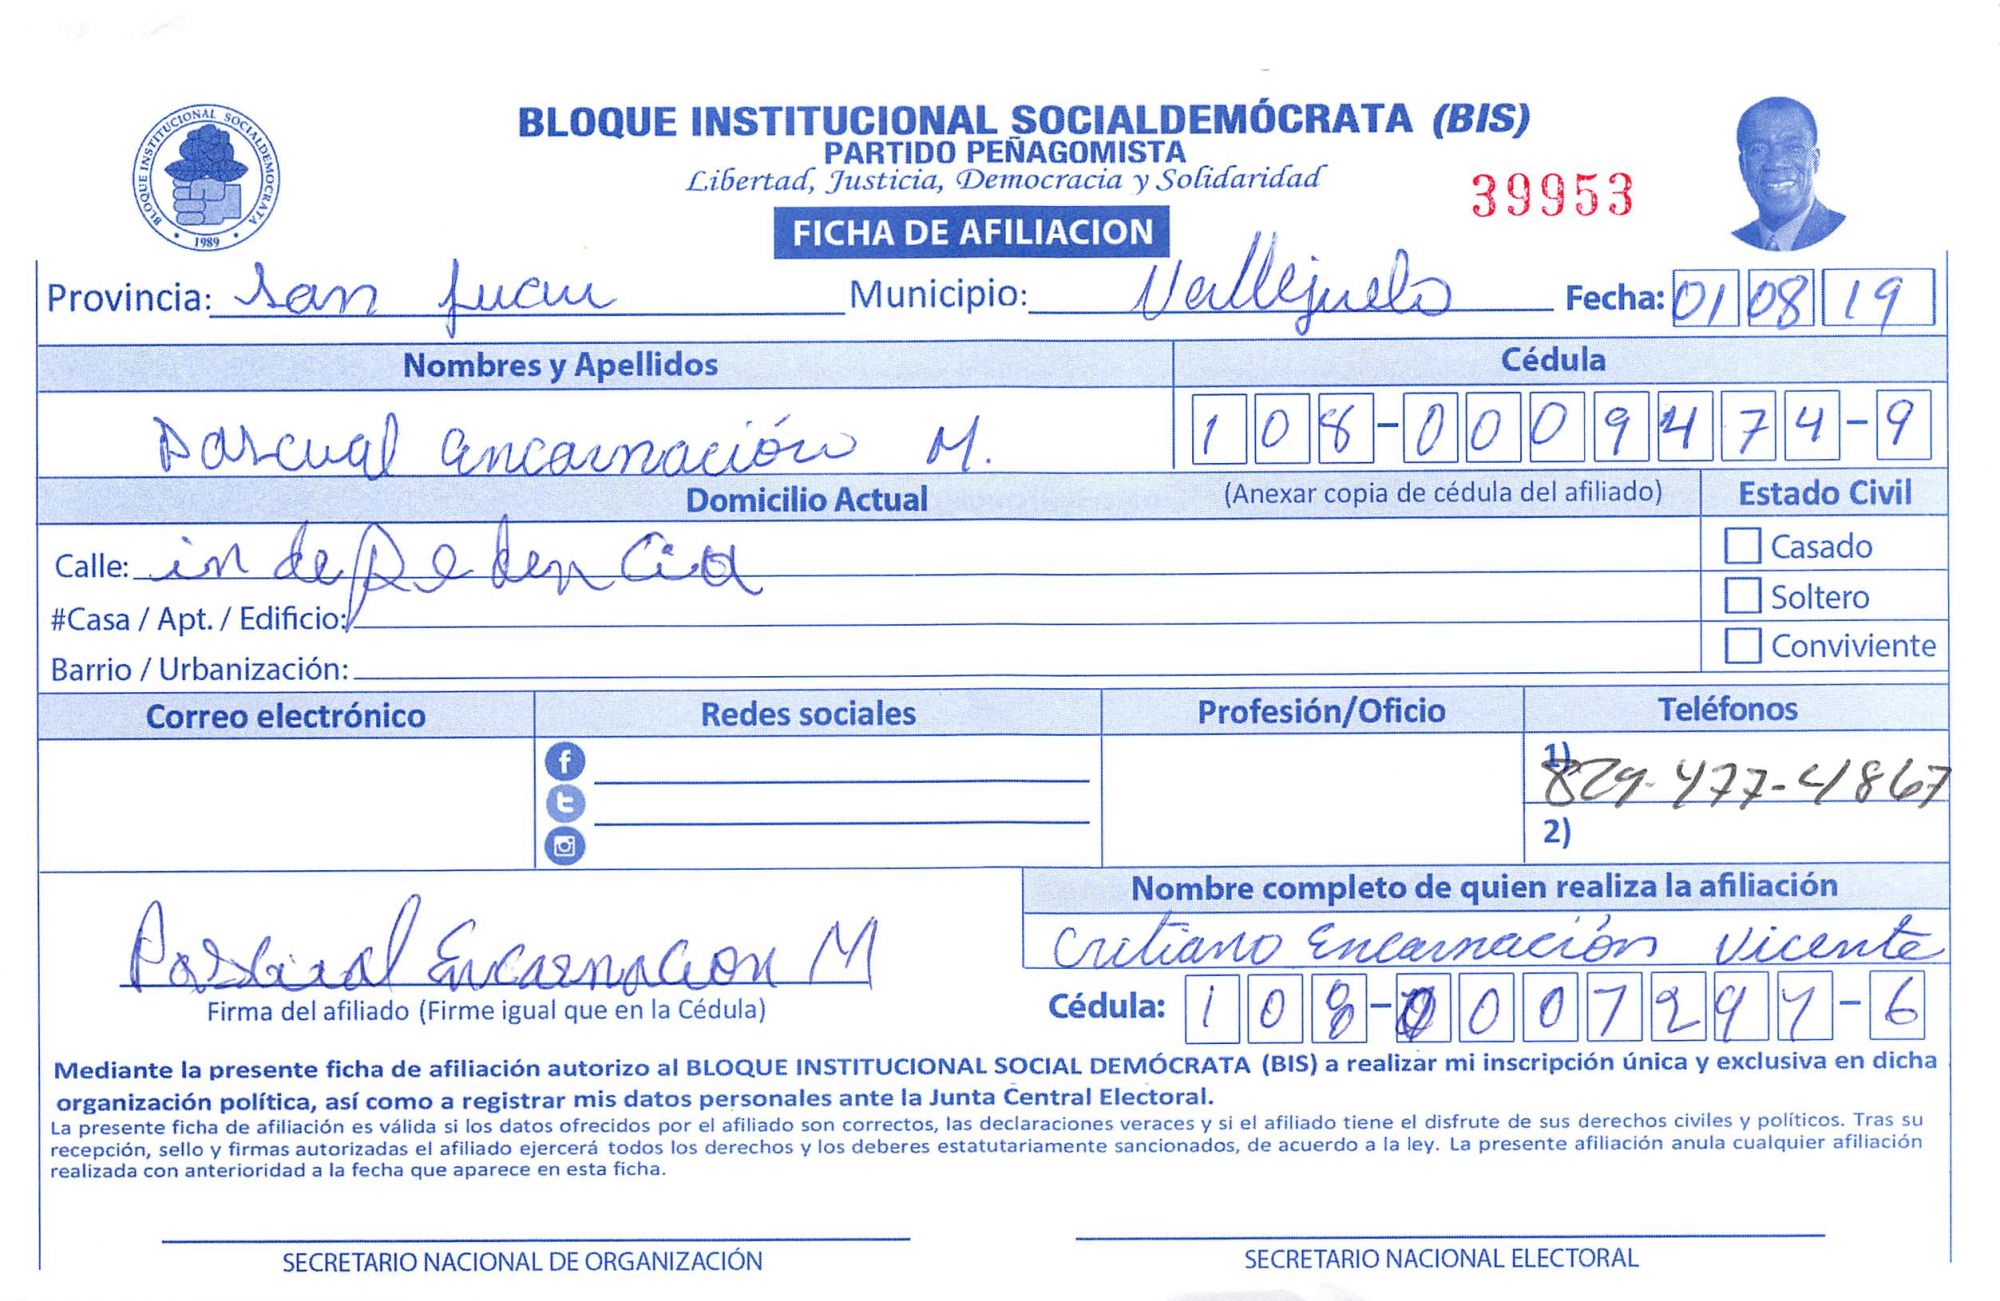 BLOQUE INSTITUCIONAL SOCIALDEMOCRATA
1989
BLOQUE INSTITUCIONAL SOCIALDEMÓCRATA (BIS)
PARTIDO PEÑAGOMISTA
Libertad, Justicia, Democracia y Solidaridad
39953
FICHA DE AFILIACION
Provincia: San Juan Municipio: Vallejuelo Fecha: 01 08 19
Nombres y Apellidos Cédula
Pascual Encarnación M. 108-0009474-9
Domicilio Actual (Anexar copia de cédula del afiliado) Estado Civil
Calle: independencia Casado
#Casa / Apt. / Edificio: Soltero
Barrio / Urbanización: Conviviente
Correo electrónico Redes sociales Profesión/Oficio Teléfonos
1) 829-477-4867
2)
Nombre completo de quien realiza la afiliación
Critiano Encarnación Vicente
Pascual Encarnacion M
Firma del afiliado (Firme igual que en la Cédula) Cédula: 108-0007297-6
Mediante la presente ficha de afiliación autorizo al BLOQUE INSTITUCIONAL SOCIAL DEMÓCRATA (BIS) a realizar mi inscripción única y exclusiva en dicha
organización política, así como a registrar mis datos personales ante la Junta Central Electoral.
La presente ficha de afiliación es válida si los datos ofrecidos por el afiliado son correctos, las declaraciones veraces y si el afiliado tiene el disfrute de sus derechos civiles y políticos. Tras su
recepción, sello y firmas autorizadas el afiliado ejercerá todos los derechos y los deberes estatutariamente sancionados, de acuerdo a la ley. La presente afiliación anula cualquier afiliación
realizada con anterioridad a la fecha que aparece en esta ficha.
SECRETARIO NACIONAL DE ORGANIZACIÓN SECRETARIO NACIONAL ELECTORAL